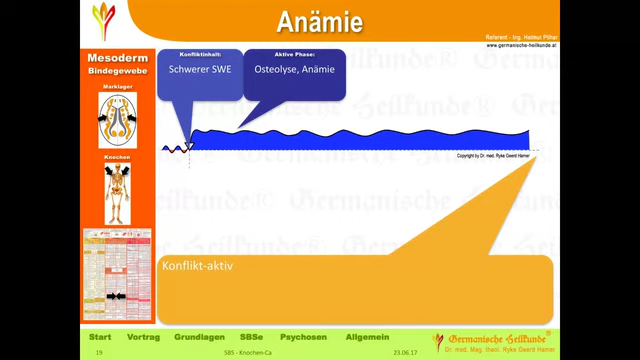 Anämie
Referent - Ing. Helmut Pilhar
www.germanische-heilkunde.at
Mesoderm
Bindegewebe
Marklager
Knochen
Konfliktinhalt:
Schwerer SWE
Aktive Phase:
Osteolyse, Anämie
Germanische Heilkunde®
Copyright by Dr. med. Ryke Geerd Hamer
Konflikt-aktiv
Start Vortrag Grundlagen SBSe Psychosen Allgemein
19 SBS - Knochen-Ca 23.06.17
Germanische Heilkunde®
Dr. med. Mag. theol. Ryke Geerd Hamer